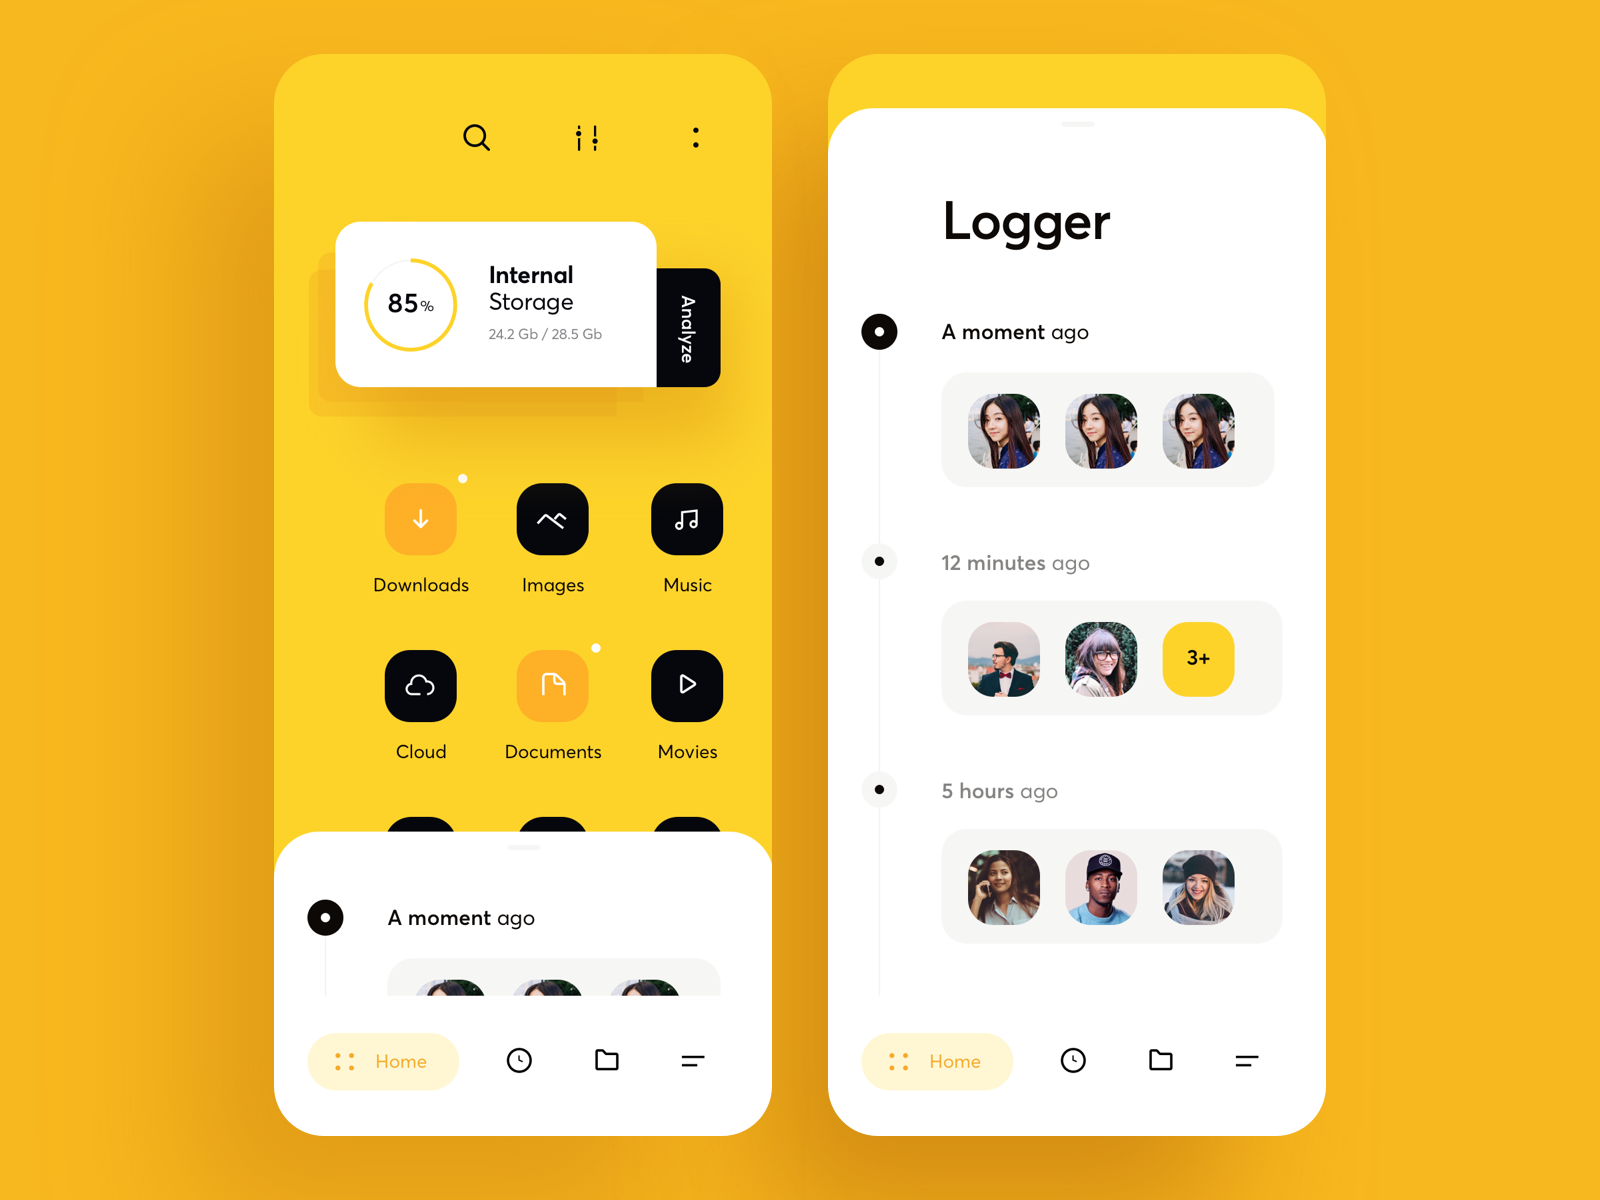 85%
Internal
Storage
24.2 Gb / 28.5 Gb
Analyze
Downloads
Images
Music
Cloud
Documents
Movies
A moment ago
Home
Logger
A moment ago
12 minutes ago
3+
5 hours ago
Home